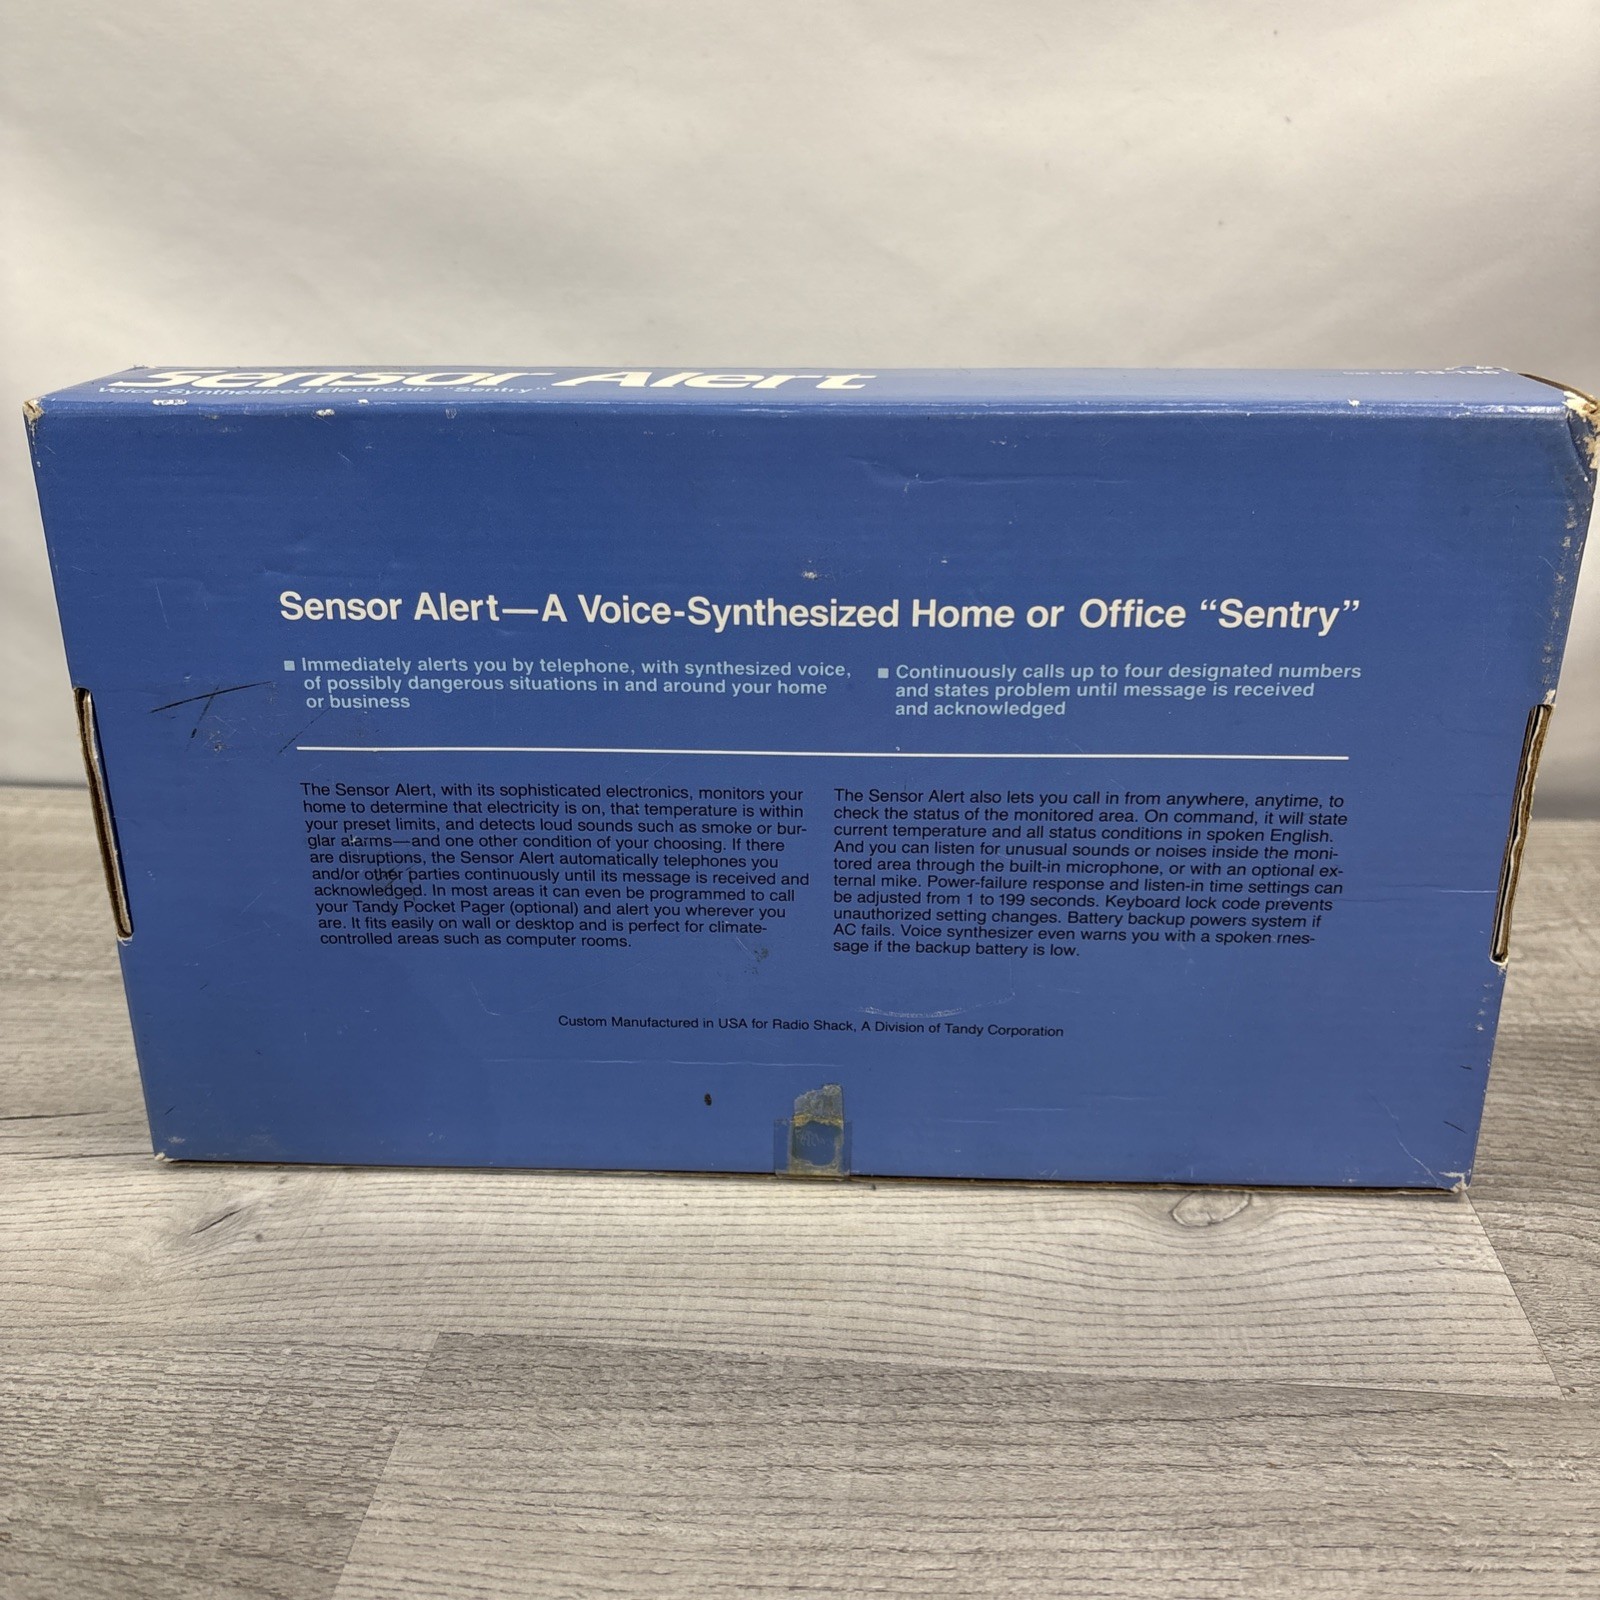 Sensor Alert
Voice-Synthesized Electronic "Sentry"
Sensor Alert—A Voice-Synthesized Home or Office “Sentry”
■ Immediately alerts you by telephone, with synthesized voice,
of possibly dangerous situations in and around your home
or business
■ Continuously calls up to four designated numbers
and states problem until message is received
and acknowledged
The Sensor Alert, with its sophisticated electronics, monitors your
home to determine that electricity is on, that temperature is within
your preset limits, and detects loud sounds such as smoke or bur-
glar alarms—and one other condition of your choosing. If there
are disruptions, the Sensor Alert automatically telephones you
and/or other parties continuously until its message is received and
acknowledged. In most areas it can even be programmed to call
your Tandy Pocket Pager (optional) and alert you wherever you
are. It fits easily on wall or desktop and is perfect for climate-
controlled areas such as computer rooms.
The Sensor Alert also lets you call in from anywhere, anytime, to
check the status of the monitored area. On command, it will state
current temperature and all status conditions in spoken English.
And you can listen for unusual sounds or noises inside the moni-
tored area through the built-in microphone, or with an optional ex-
ternal mike. Power-failure response and listen-in time settings can
be adjusted from 1 to 199 seconds. Keyboard lock code prevents
unauthorized setting changes. Battery backup powers system if
AC fails. Voice synthesizer even warns you with a spoken mes-
sage if the backup battery is low.
Custom Manufactured in USA for Radio Shack, A Division of Tandy Corporation